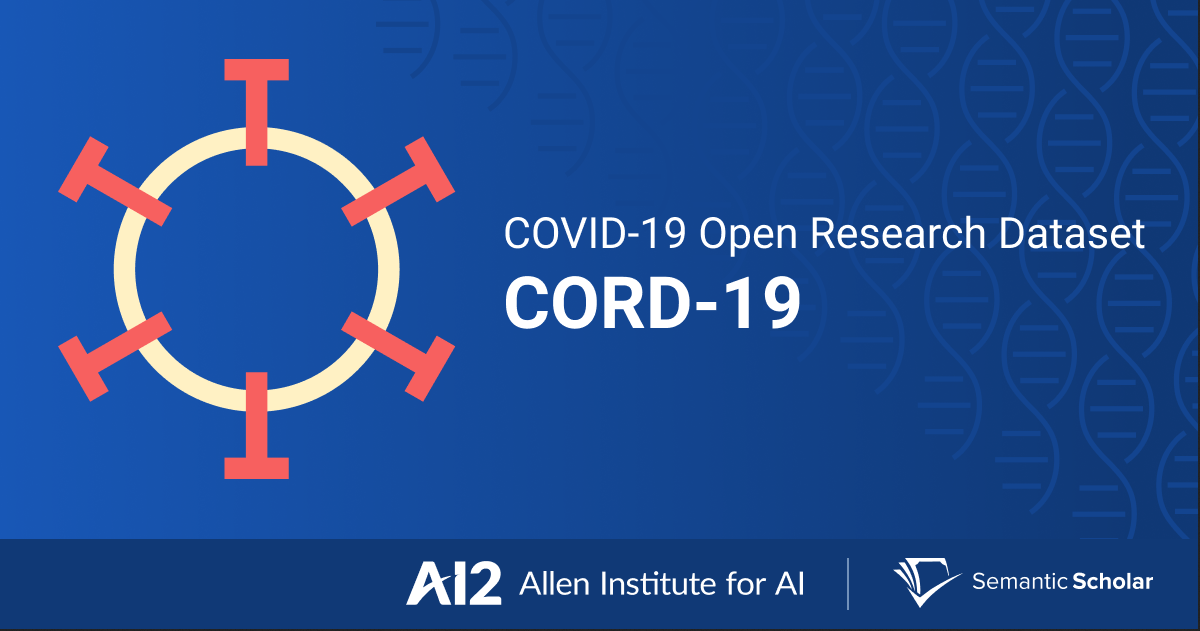 COVID-19 Open Research Dataset
CORD-19
AI2 Allen Institute for AI
Semantic Scholar